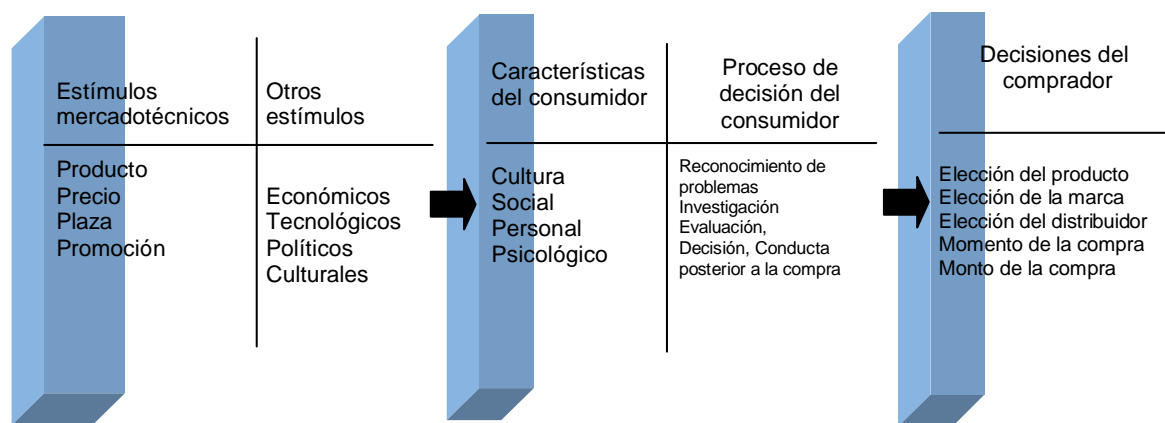 Estímulos
mercadotécnicos
Otros
estímulos
Producto
Precio
Plaza
Promoción
Económicos
Tecnológicos
Políticos
Culturales
Características
del consumidor
Proceso de
decisión del
consumidor
Cultura
Social
Personal
Psicológico
Reconocimiento de
problemas
Investigación
Evaluación,
Decisión, Conducta
posterior a la compra
Decisiones del
comprador
Elección del producto
Elección de la marca
Elección del distribuidor
Momento de la compra
Monto de la compra